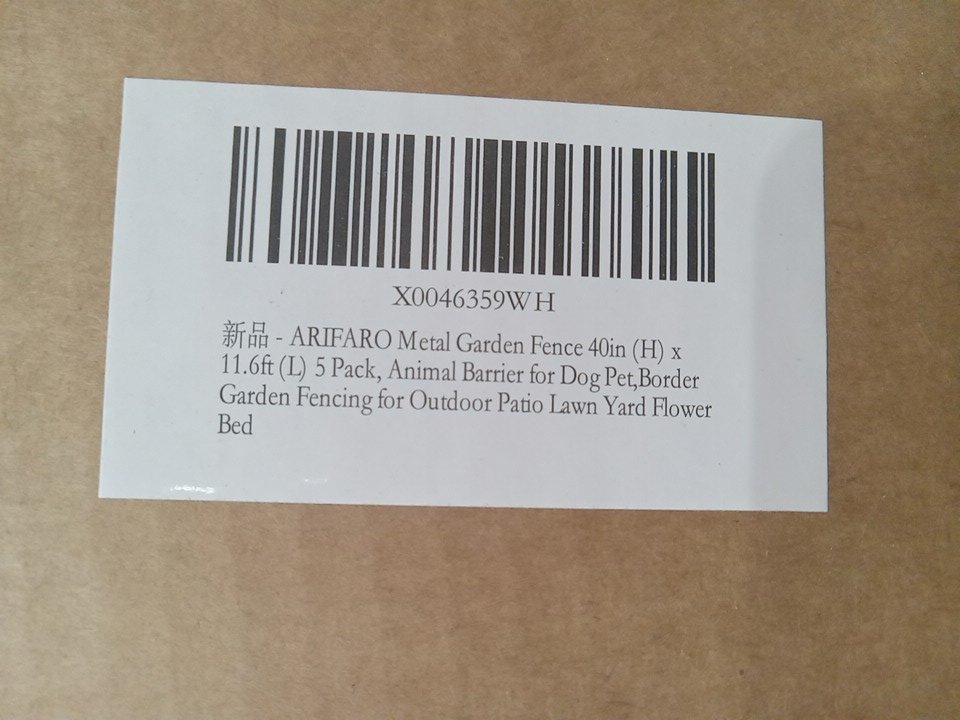 X0046359WH
新品 - ARIFARO Metal Garden Fence 40in (H) x
11.6ft (L) 5 Pack, Animal Barrier for Dog Pet,Border
Garden Fencing for Outdoor Patio Lawn Yard Flower
Bed